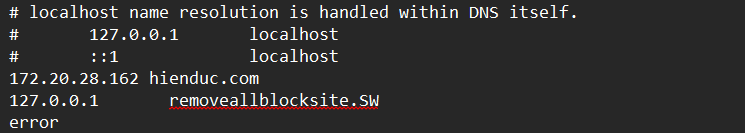 # localhost name resolution is handled within DNS itself.
#       127.0.0.1       localhost
#       ::1             localhost
172.20.28.162 hienduc.com
127.0.0.1       removeallblocksite.SW
error